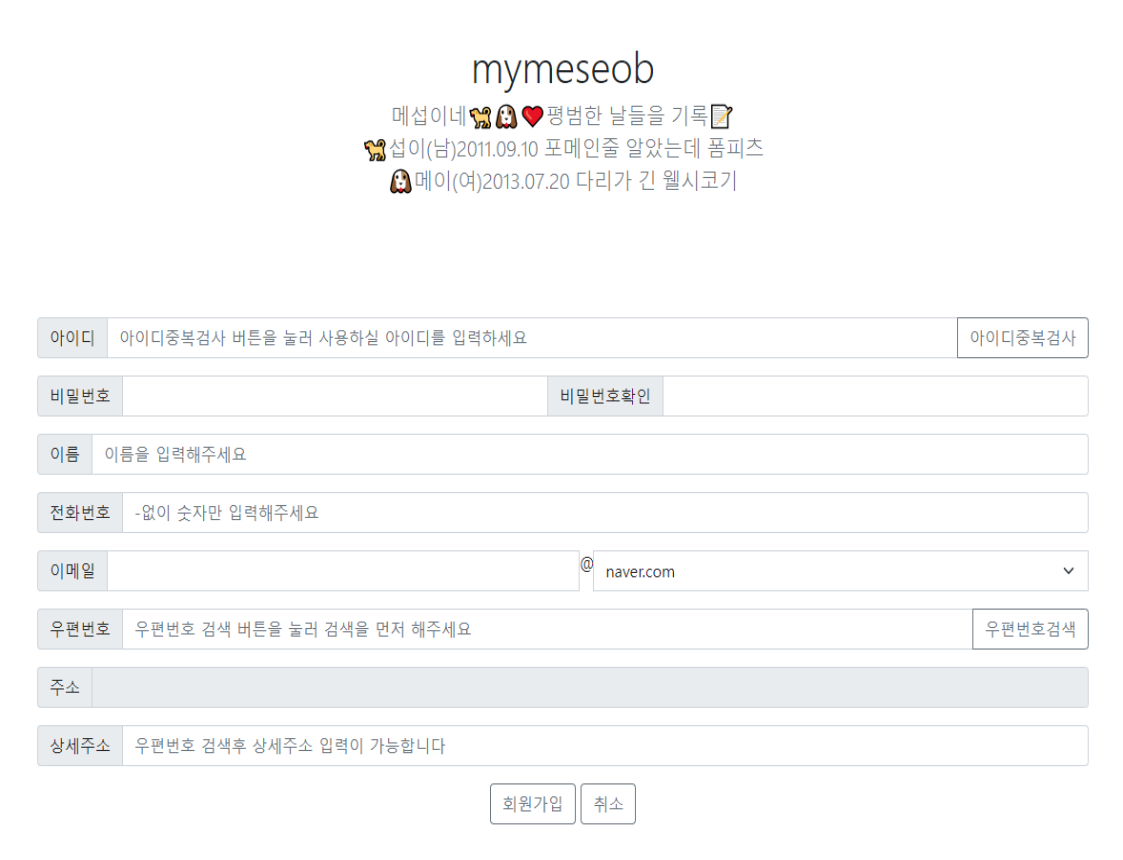 mymeseob
메섭이네🐕🐶❤️평범한 날들을 기록📝
🐕섭이(남)2011.09.10 포메인줄 알았는데 폼피츠
🐶메이(여)2013.07.20 다리가 긴 웰시코기
아이디 아이디중복검사 버튼을 눌러 사용하실 아이디를 입력하세요 아이디중복검사
비밀번호 비밀번호확인
이름 이름을 입력해주세요
전화번호 -없이 숫자만 입력해주세요
이메일 @ naver.com
우편번호 우편번호 검색 버튼을 눌러 검색을 먼저 해주세요 우편번호검색
주소
상세주소 우편번호 검색후 상세주소 입력이 가능합니다
회원가입 취소